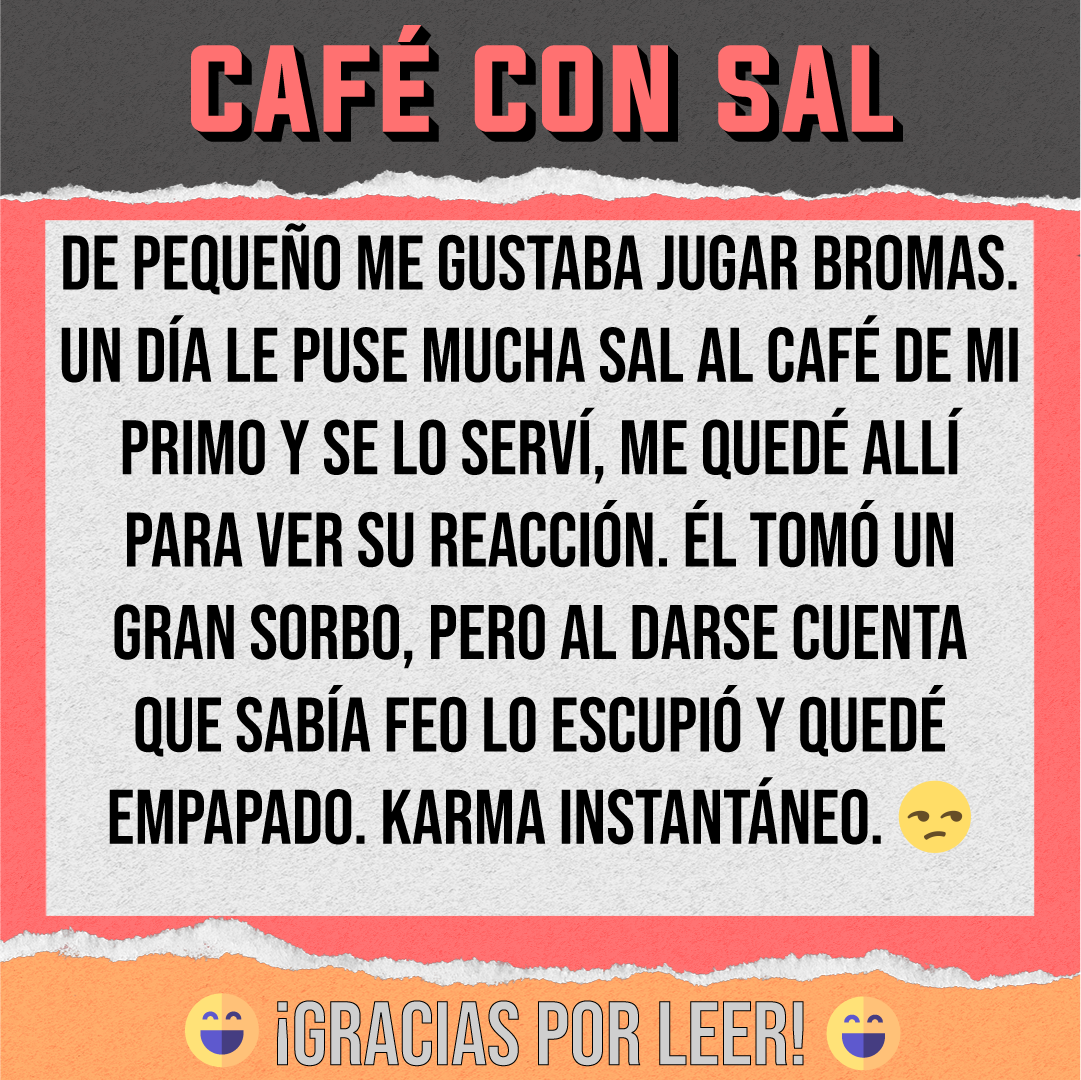 CAFÉ CON SAL
DE PEQUEÑO ME GUSTABA JUGAR BROMAS.
UN DÍA LE PUSE MUCHA SAL AL CAFÉ DE MI
PRIMO Y SE LO SERVÍ, ME QUEDÉ ALLÍ
PARA VER SU REACCIÓN. ÉL TOMÓ UN
GRAN SORBO, PERO AL DARSE CUENTA
QUE SABÍA FEO LO ESCUPIÓ Y QUEDÉ
EMPAPADO. KARMA INSTANTÁNEO. 😒
😄 ¡GRACIAS POR LEER! 😄